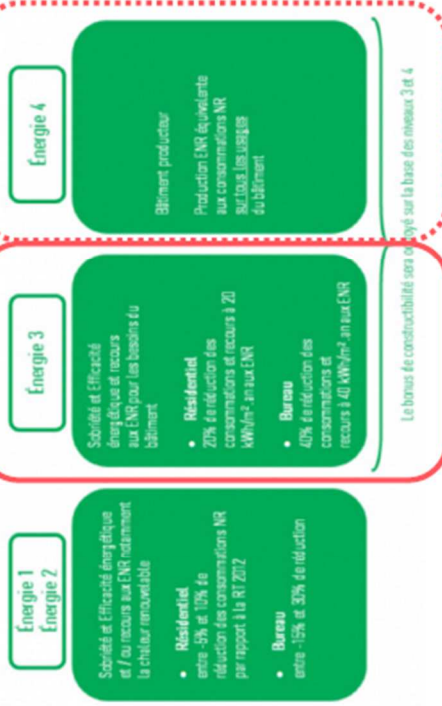 Énergie 1
Énergie 2
Sobriété et Efficacité énergétique
et / ou recours aux ENR notamment
la chaleur renouvelable
• Résidentiel
entre -5% et 10% de
réduction des consommations NR
par rapport à la RT 2012
• Bureau
entre -15% et 30% de réduction
Énergie 3
Sobriété et Efficacité
énergétique et recours
aux ENR pour les besoins du
bâtiment
• Résidentiel
20% de réduction des
consommations et recours à 20
kWh/m².an aux ENR
• Bureau
40% de réduction des
consommations et
recours à 40 kWh/m².an aux ENR
Énergie 4
Bâtiment producteur
Production ENR équivalente
aux consommations NR
sur tous les usages
du bâtiment
Le bonus de constructibilité sera octroyé sur la base des niveaux 3 et 4